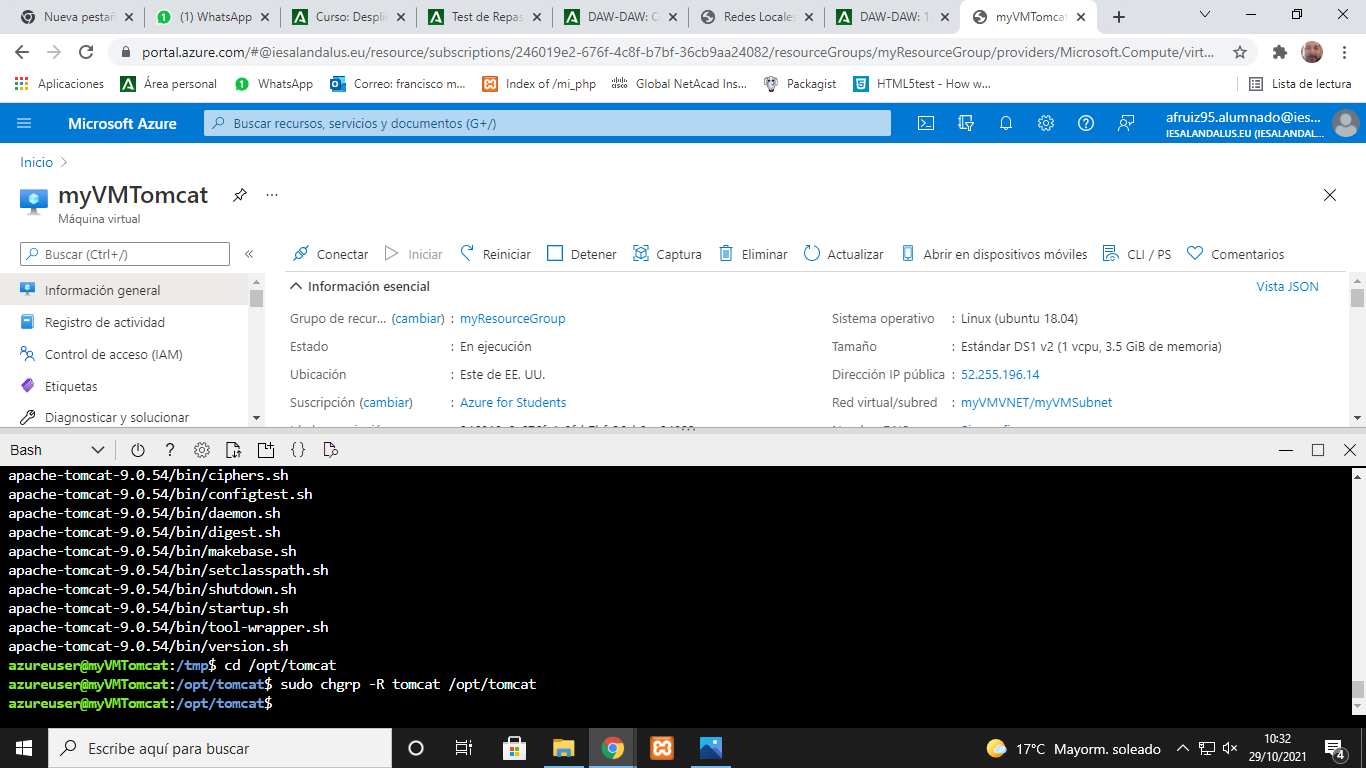 Nueva pestañ
(1) WhatsApp
Curso: Despli
Test de Repas
DAW-DAW: C
Redes Locales
DAW-DAW: 1.
myVMTomcat
portal.azure.com/#@iesalandalus.eu/resource/subscriptions/246019e2-676f-4c8f-b7bf-36cb9aa24082/resourceGroups/myResourceGroup/providers/Microsoft.Compute/virt...
Aplicaciones
Área personal
WhatsApp
Correo: francisco m...
Index of /mi_php
Global NetAcad Ins...
Packagist
HTML5test - How w...
Lista de lectura
Microsoft Azure
Buscar recursos, servicios y documentos (G+/)
afruiz95.alumnado@ies...
IESALANDALUS.EU (IESALANDAL...
Inicio >
myVMTomcat
...
Máquina virtual
Buscar (Ctrl+/)
«
Conectar
Iniciar
Reiniciar
Detener
Captura
Eliminar
Actualizar
Abrir en dispositivos móviles
CLI / PS
Comentarios
Información general
Registro de actividad
Control de acceso (IAM)
Etiquetas
Diagnosticar y solucionar
Información esencial
Vista JSON
Grupo de recur... (cambiar) : myResourceGroup
Estado : En ejecución
Ubicación : Este de EE. UU.
Suscripción (cambiar) : Azure for Students
Sistema operativo : Linux (ubuntu 18.04)
Tamaño : Estándar DS1 v2 (1 vcpu, 3.5 GiB de memoria)
Dirección IP pública : 52.255.196.14
Red virtual/subred : myVMVNET/myVMSubnet
Bash
apache-tomcat-9.0.54/bin/ciphers.sh
apache-tomcat-9.0.54/bin/configtest.sh
apache-tomcat-9.0.54/bin/daemon.sh
apache-tomcat-9.0.54/bin/digest.sh
apache-tomcat-9.0.54/bin/makebase.sh
apache-tomcat-9.0.54/bin/setclasspath.sh
apache-tomcat-9.0.54/bin/shutdown.sh
apache-tomcat-9.0.54/bin/startup.sh
apache-tomcat-9.0.54/bin/tool-wrapper.sh
apache-tomcat-9.0.54/bin/version.sh
azureuser@myVMTomcat:/tmp$ cd /opt/tomcat
azureuser@myVMTomcat:/opt/tomcat$ sudo chgrp -R tomcat /opt/tomcat
azureuser@myVMTomcat:/opt/tomcat$
Escribe aquí para buscar
17°C Mayorm. soleado
10:32
29/10/2021
4